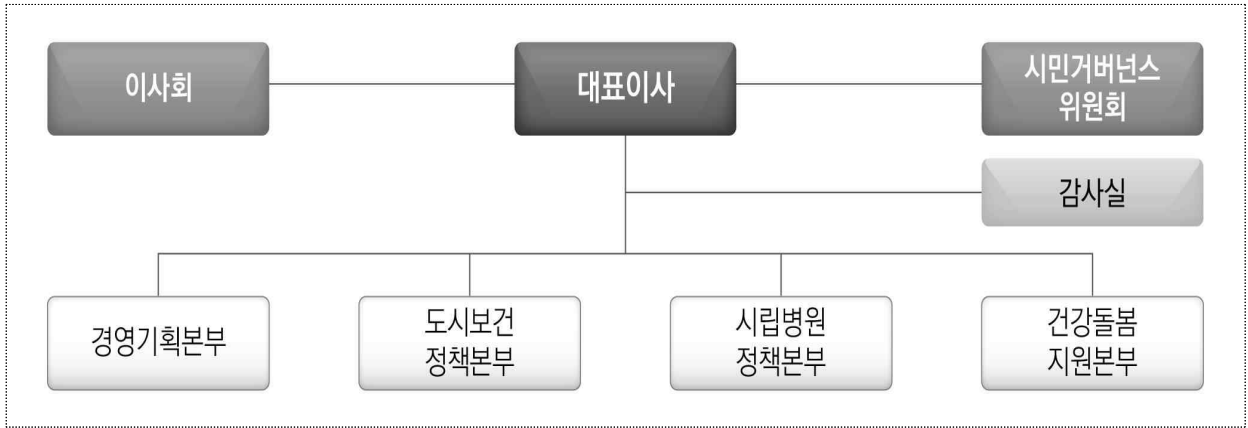 이사회
대표이사
시민거버넌스
위원회
감사실
경영기획본부
도시보건
정책본부
시립병원
정책본부
건강돌봄
지원본부